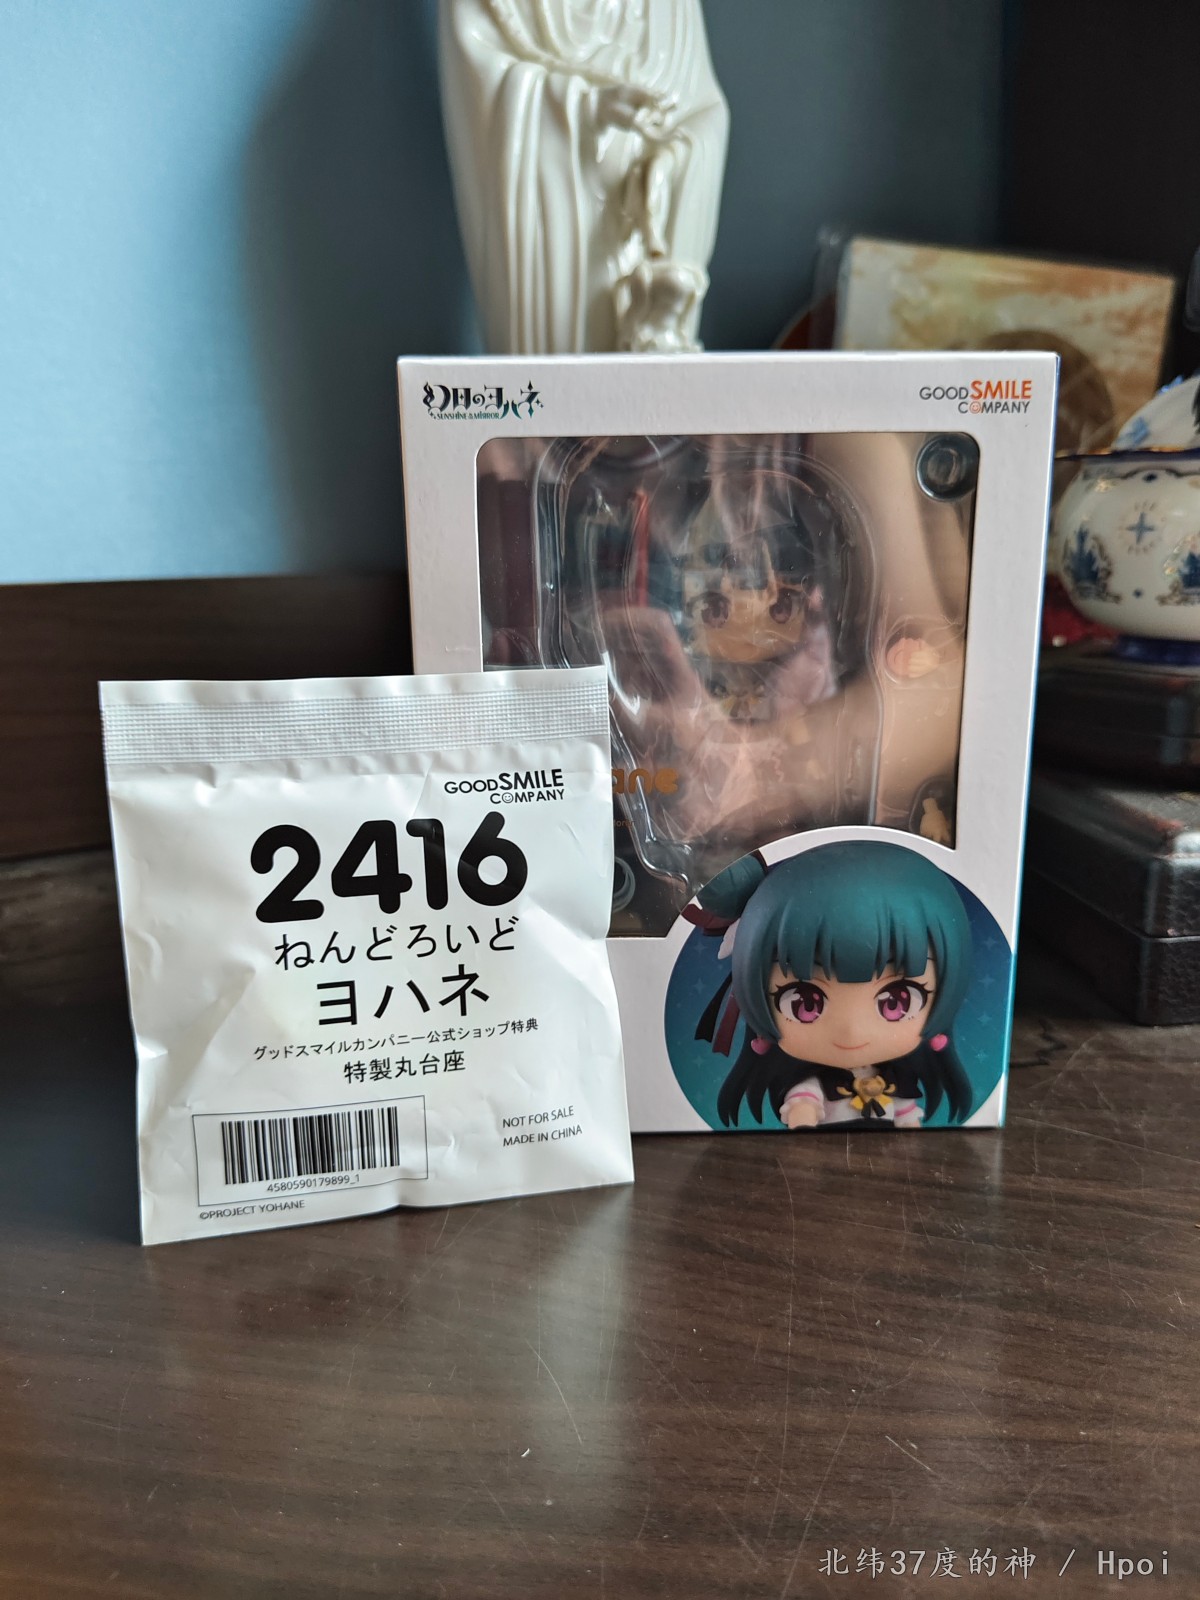 幻日のヨハネ
SUNSHINE in the MIRROR
GOOD SMILE
COMPANY
ane
GOOD SMILE
COMPANY
2416
ねんどろいど
ヨハネ
グッドスマイルカンパニー公式ショップ特典
特製丸台座
NOT FOR SALE
MADE IN CHINA
4580590179899_1
©PROJECT YOHANE
北纬37度的神 / Hpoi